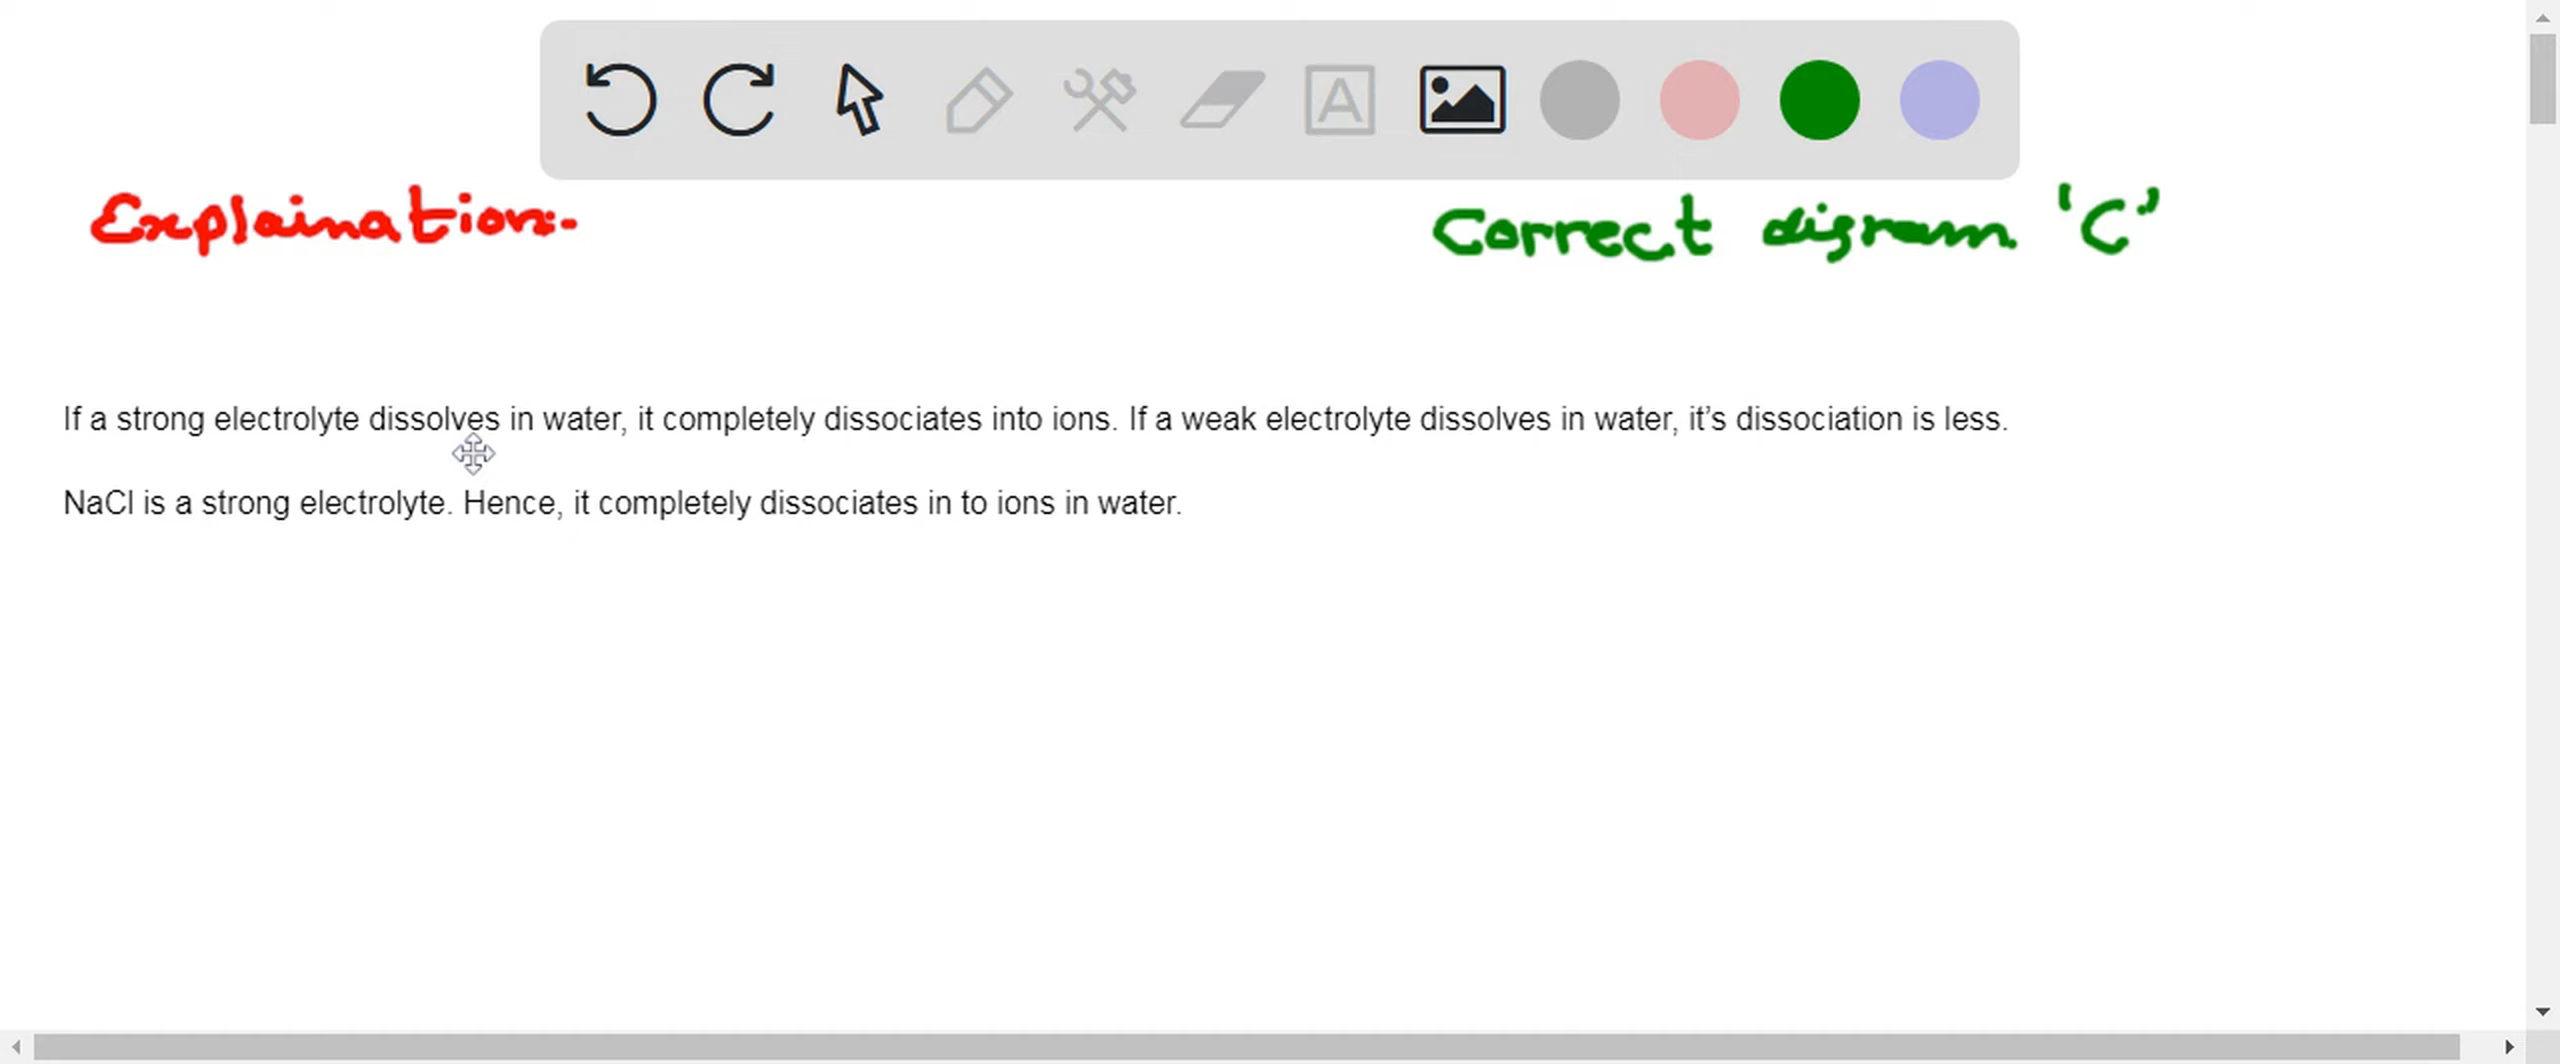 Explaination:-
Correct digram 'C'
If a strong electrolyte dissolves in water, it completely dissociates into ions. If a weak electrolyte dissolves in water, it’s dissociation is less.
NaCl is a strong electrolyte. Hence, it completely dissociates in to ions in water.